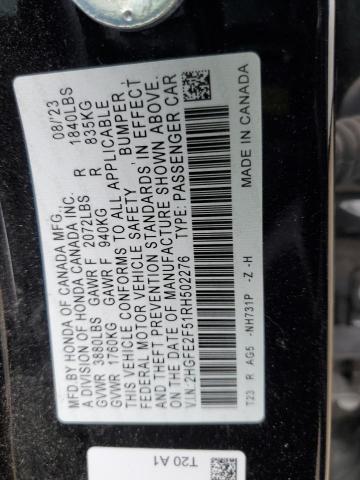 MFD.BY HONDA OF CANADA MFG. 08/'23
A DIVISION OF HONDA CANADA INC.
GVWR 3880LBS GAWR F 2072LBS R 1840LBS
GVWR 1760KG GAWR F 940KG R 835KG
THIS VEHICLE CONFORMS TO ALL APPLICABLE
FEDERAL MOTOR VEHICLE SAFETY, BUMPER,
AND THEFT PREVENTION STANDARDS IN EFFECT
ON THE DATE OF MANUFACTURE SHOWN ABOVE.
V.I.N.:2HGFE2F51RH502276 TYPE:PASSENGER CAR
T23 R AG5 -NH731P -Z -H MADE IN CANADA
T20 A1